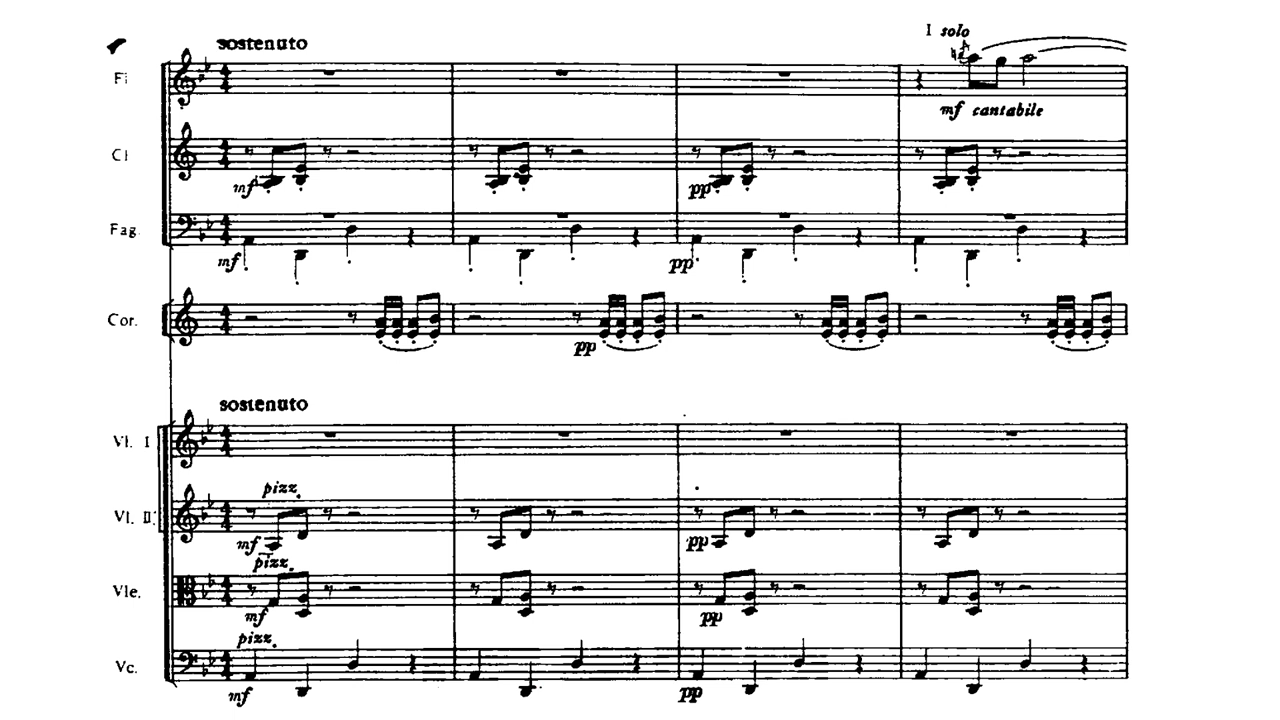 I solo
sostenuto
Fl
mf cantabile
Cl
mf
pp
Fag.
mf
pp
Cor.
pp
sostenuto
Vl. I
pizz.
Vl. II
mf
pp
pizz.
Vle.
mf
pp
pizz.
Vc.
mf
pp